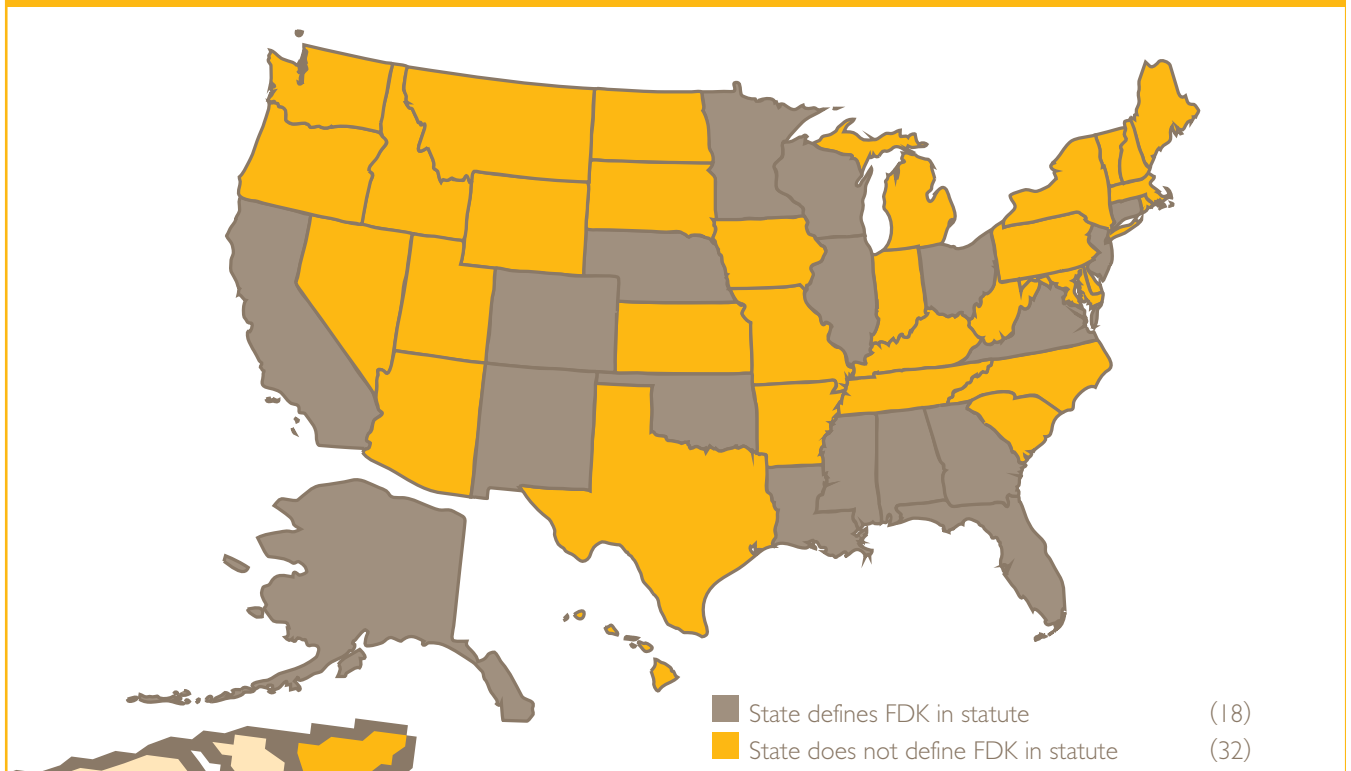 State defines FDK in statute (18)
State does not define FDK in statute (32)